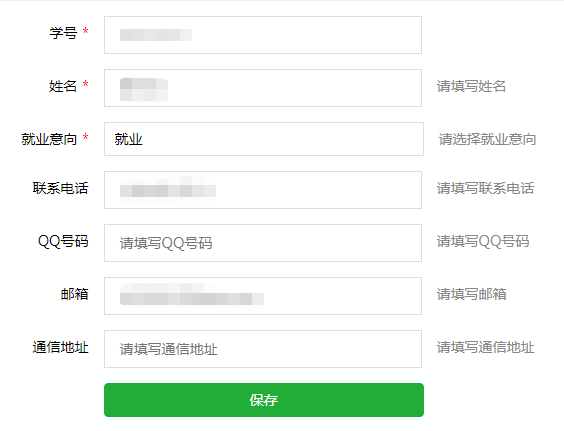 学号 *
姓名 * 请填写姓名
就业意向 * 就业 请选择就业意向
联系电话 请填写联系电话
QQ号码 请填写QQ号码 请填写QQ号码
邮箱 请填写邮箱
通信地址 请填写通信地址 请填写通信地址
保存